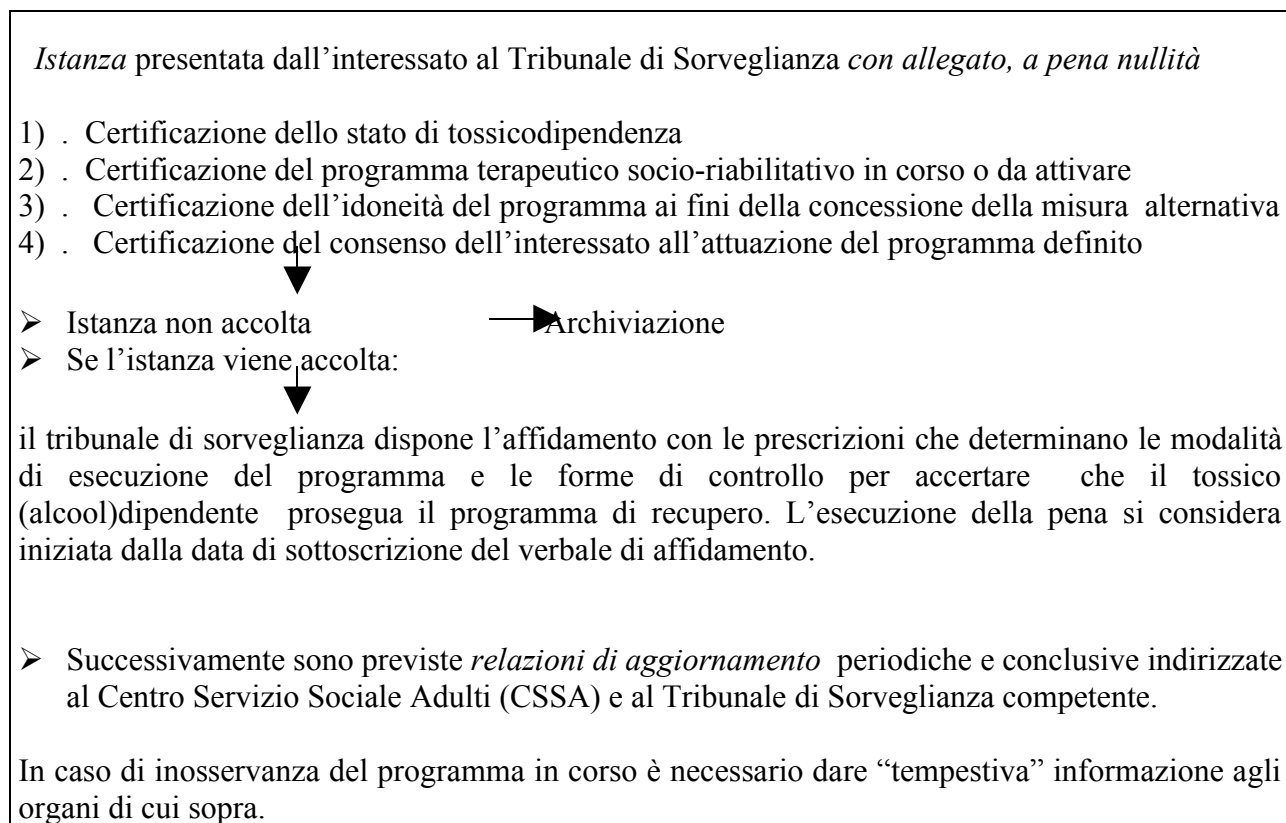 Istanza presentata dall’interessato al Tribunale di Sorveglianza con allegato, a pena nullità
1) . Certificazione dello stato di tossicodipendenza
2) . Certificazione del programma terapeutico socio-riabilitativo in corso o da attivare
3) . Certificazione dell’idoneità del programma ai fini della concessione della misura alternativa
4) . Certificazione del consenso dell’interessato all’attuazione del programma definito
➢ Istanza non accolta Archiviazione
➢ Se l’istanza viene accolta:
il tribunale di sorveglianza dispone l’affidamento con le prescrizioni che determinano le modalità
di esecuzione del programma e le forme di controllo per accertare che il tossico
(alcool)dipendente prosegua il programma di recupero. L’esecuzione della pena si considera
iniziata dalla data di sottoscrizione del verbale di affidamento.
➢ Successivamente sono previste relazioni di aggiornamento periodiche e conclusive indirizzate
al Centro Servizio Sociale Adulti (CSSA) e al Tribunale di Sorveglianza competente.
In caso di inosservanza del programma in corso è necessario dare “tempestiva” informazione agli
organi di cui sopra.